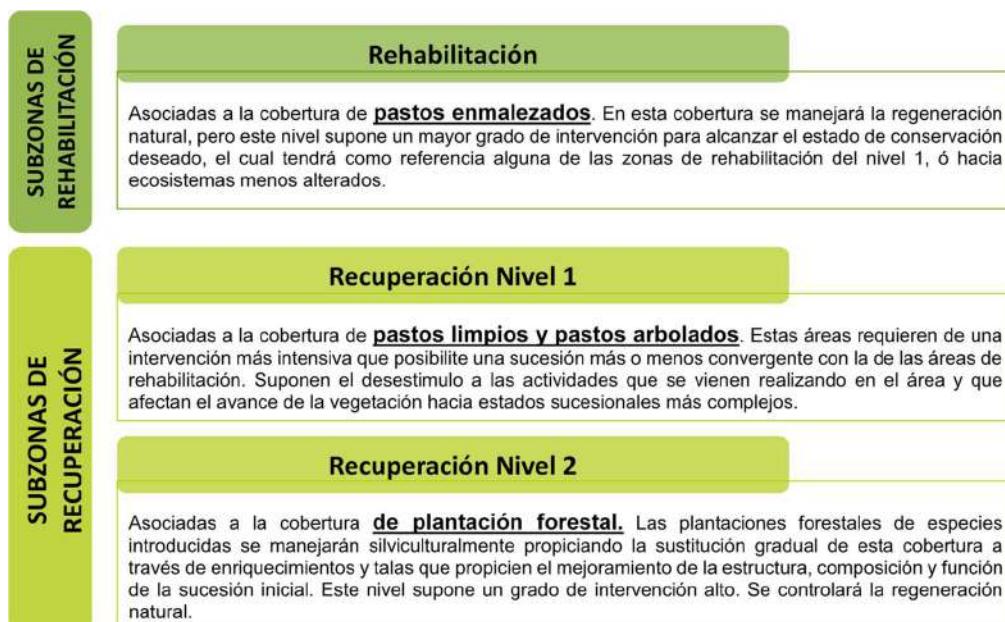 SUBZONAS DE
REHABILITACIÓN
Rehabilitación
Asociadas a la cobertura de pastos enmalezados. En esta cobertura se manejará la regeneración
natural, pero este nivel supone un mayor grado de intervención para alcanzar el estado de conservación
deseado, el cual tendrá como referencia alguna de las zonas de rehabilitación del nivel 1, ó hacia
ecosistemas menos alterados.
SUBZONAS DE
RECUPERACIÓN
Recuperación Nivel 1
Asociadas a la cobertura de pastos limpios y pastos arbolados. Estas áreas requieren de una
intervención más intensiva que posibilite una sucesión más o menos convergente con la de las áreas de
rehabilitación. Suponen el desestimulo a las actividades que se vienen realizando en el área y que
afectan el avance de la vegetación hacia estados sucesionales más complejos.
Recuperación Nivel 2
Asociadas a la cobertura de plantación forestal. Las plantaciones forestales de especies
introducidas se manejarán silviculturalmente propiciando la sustitución gradual de esta cobertura a
través de enriquecimientos y talas que propicien el mejoramiento de la estructura, composición y función
de la sucesión inicial. Este nivel supone un grado de intervención alto. Se controlará la regeneración
natural.